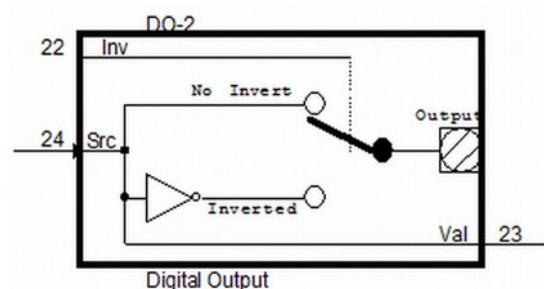 DO-2
22 Inv
No Invert
Output
24 Src
Inverted
Val 23
Digital Output